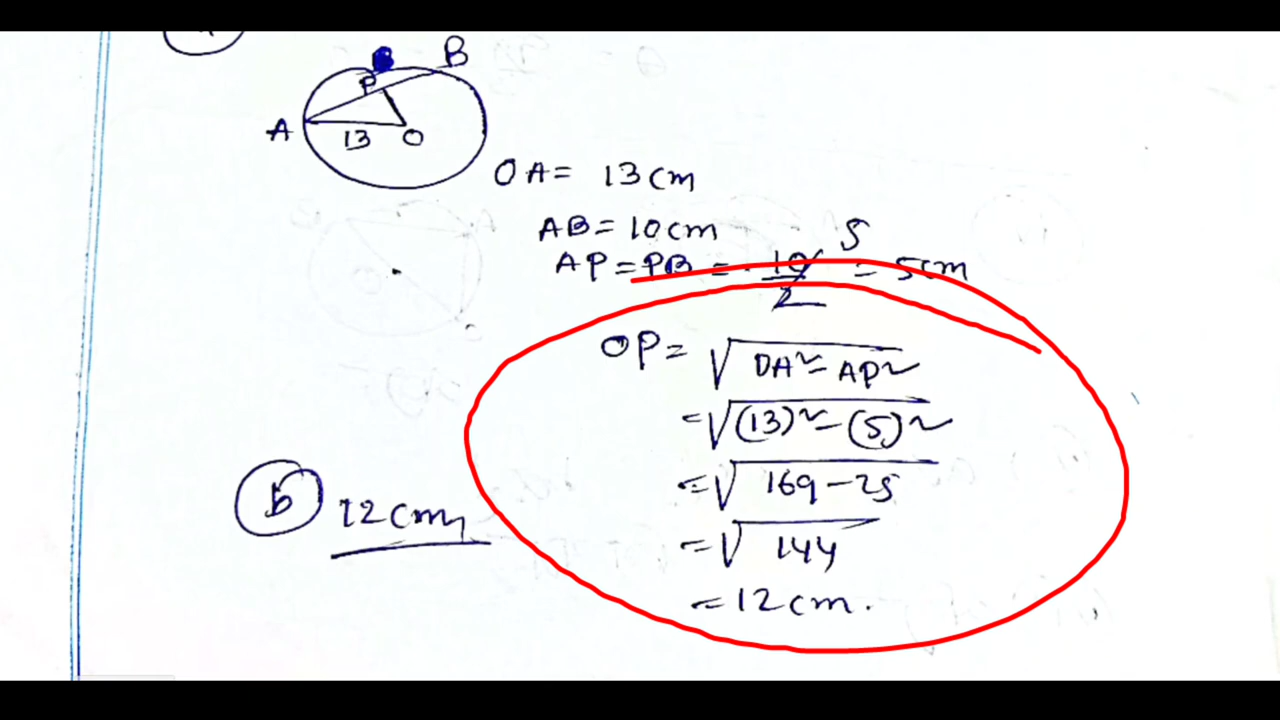 B
P
A
13
O
OA = 13 cm
AB = 10 cm
5
AP = PB = 10/2 = 5cm
OP = √OA² - AP²
= √(13)² - (5)²
= √169 - 25
= √144
= 12 cm.
b 12 cm